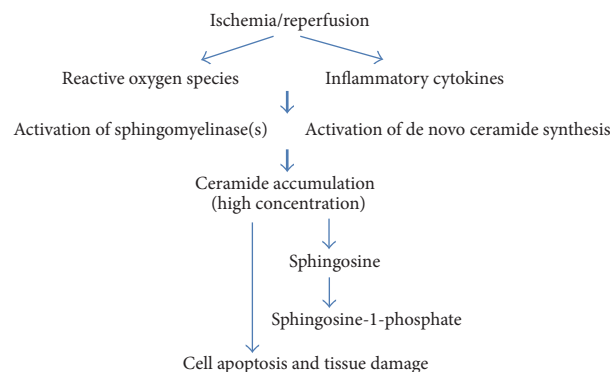 Ischemia/reperfusion
Reactive oxygen species
Inflammatory cytokines
Activation of sphingomyelinase(s)
Activation of de novo ceramide synthesis
Ceramide accumulation
(high concentration)
Sphingosine
Sphingosine-1-phosphate
Cell apoptosis and tissue damage